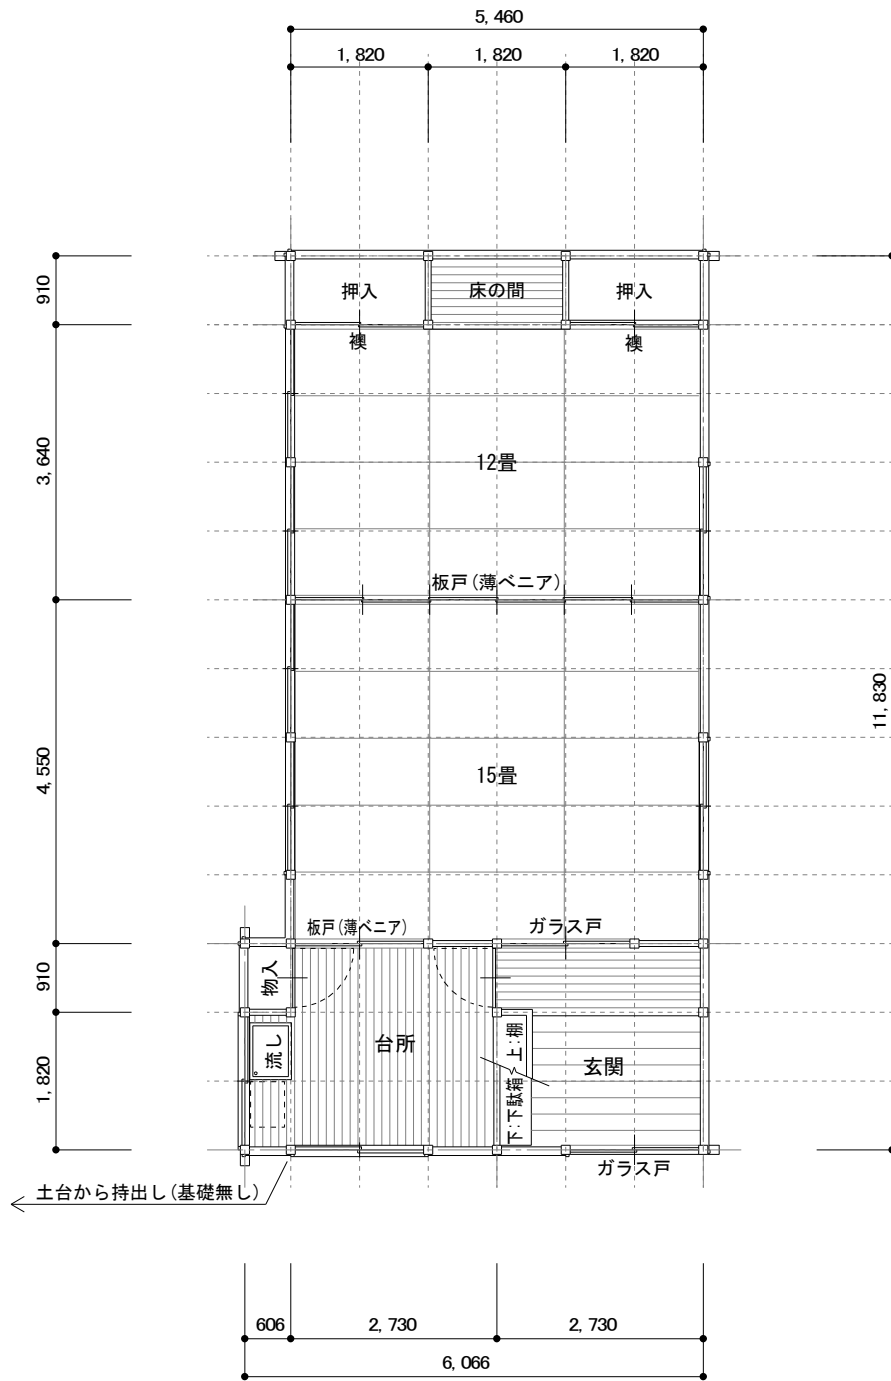 5,460
1,820
1,820
1,820
910
押入
床の間
押入
襖
襖
3,640
12畳
板戸(薄ベニア)
11,830
4,550
15畳
板戸(薄ベニア)
ガラス戸
910
物入
1,820
流し
台所
下:下駄箱
上:棚
玄関
ガラス戸
土台から持出し(基礎無し)
606
2,730
2,730
6,066